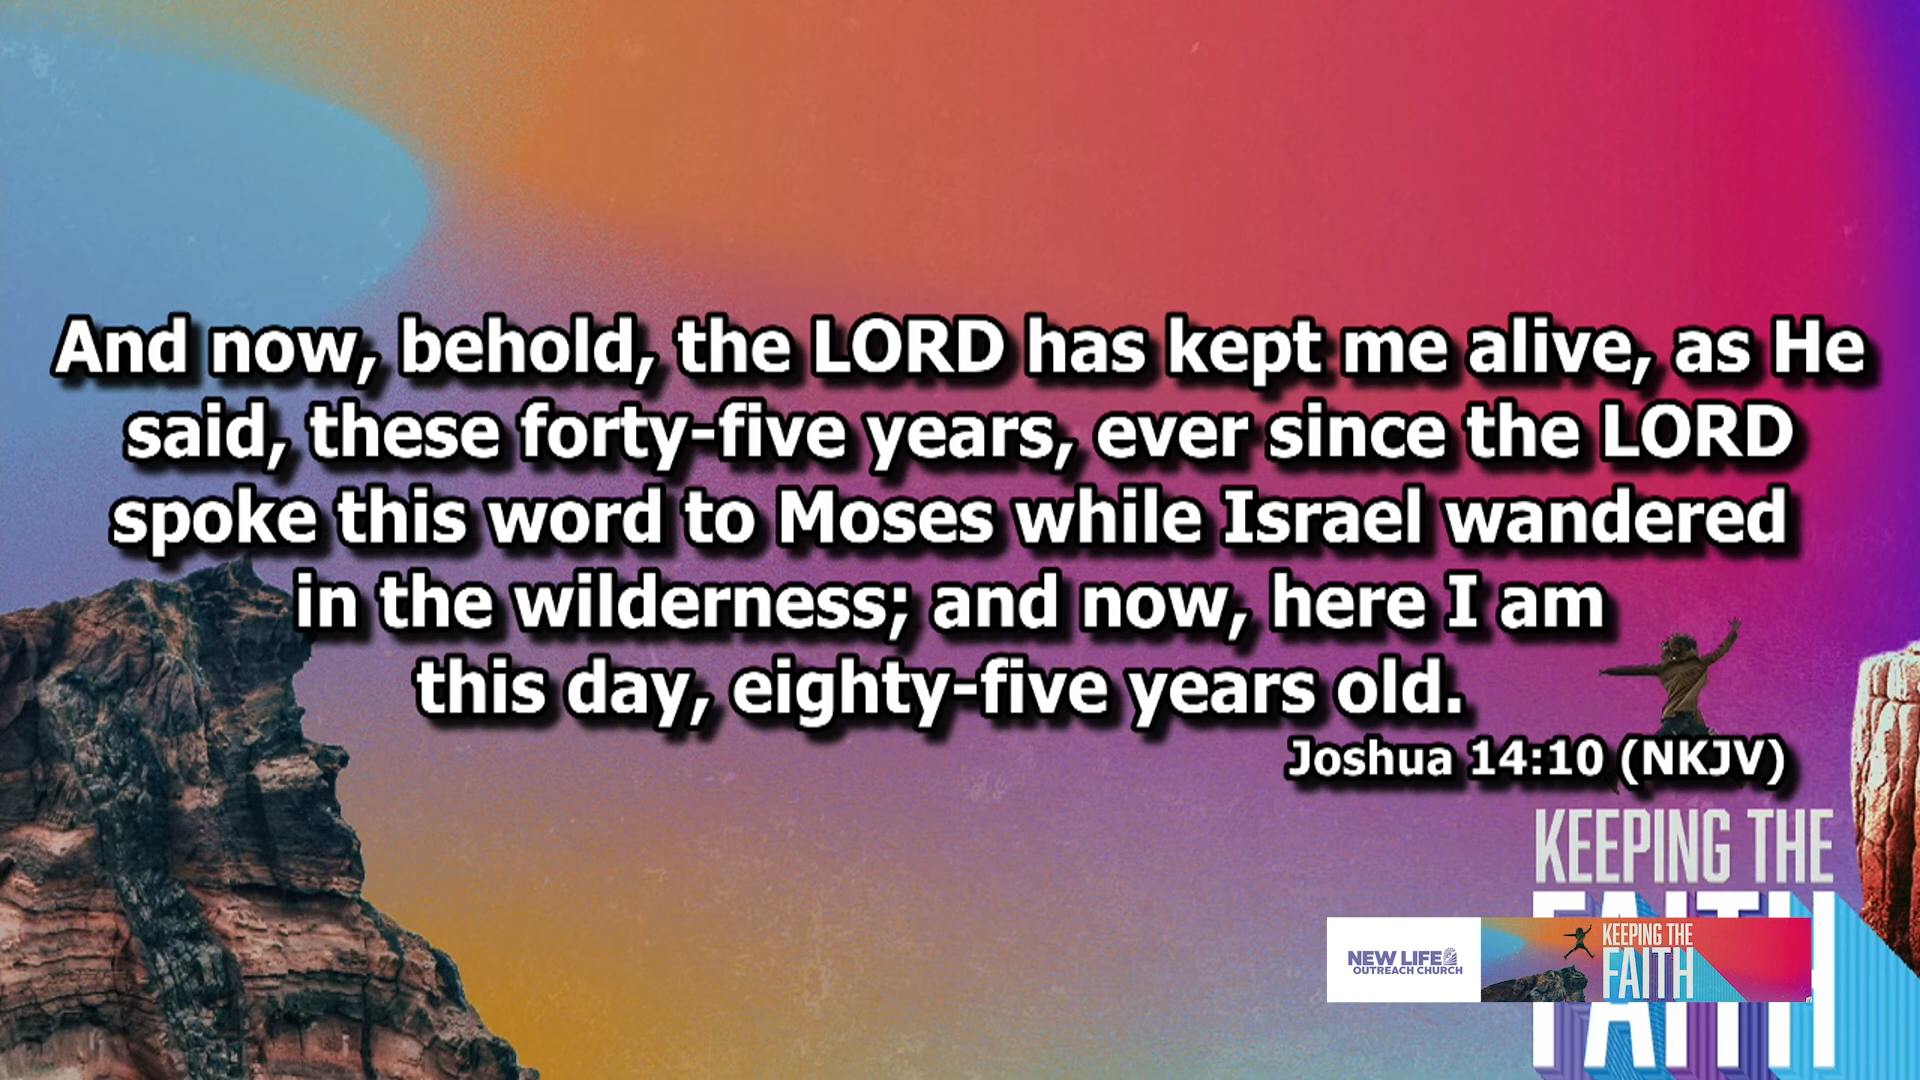 And now, behold, the LORD has kept me alive, as He
said, these forty-five years, ever since the LORD
spoke this word to Moses while Israel wandered
in the wilderness; and now, here I am
this day, eighty-five years old.
Joshua 14:10 (NKJV)
KEEPING THE
FAITH
NEW LIFE
OUTREACH CHURCH
KEEPING THE
FAITH